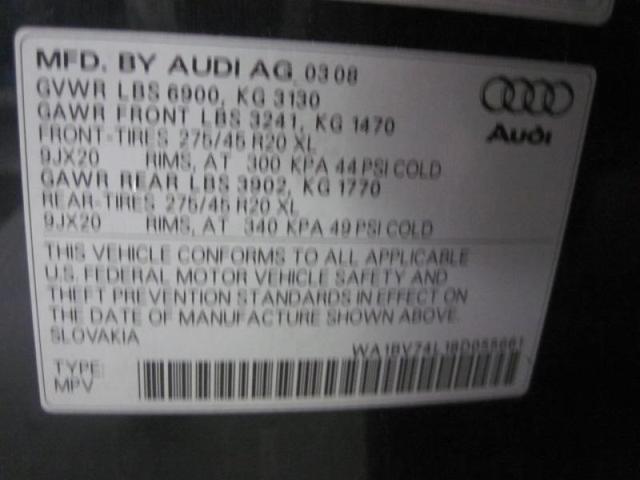 MFD. BY AUDI AG 0308
GVWR LBS 6900, KG 3130
GAWR FRONT LBS 3241, KG 1470
FRONT-TIRES 275/45 R20 XL
9JX20 RIMS, AT 300 KPA 44 PSI COLD
GAWR REAR LBS 3902, KG 1770
REAR-TIRES 275/45 R20 XL
9JX20 RIMS, AT 340 KPA 49 PSI COLD
Audi
THIS VEHICLE CONFORMS TO ALL APPLICABLE
U.S. FEDERAL MOTOR VEHICLE SAFETY AND
THEFT PREVENTION STANDARDS IN EFFECT ON
THE DATE OF MANUFACTURE SHOWN ABOVE.
SLOVAKIA
TYPE:
MPV